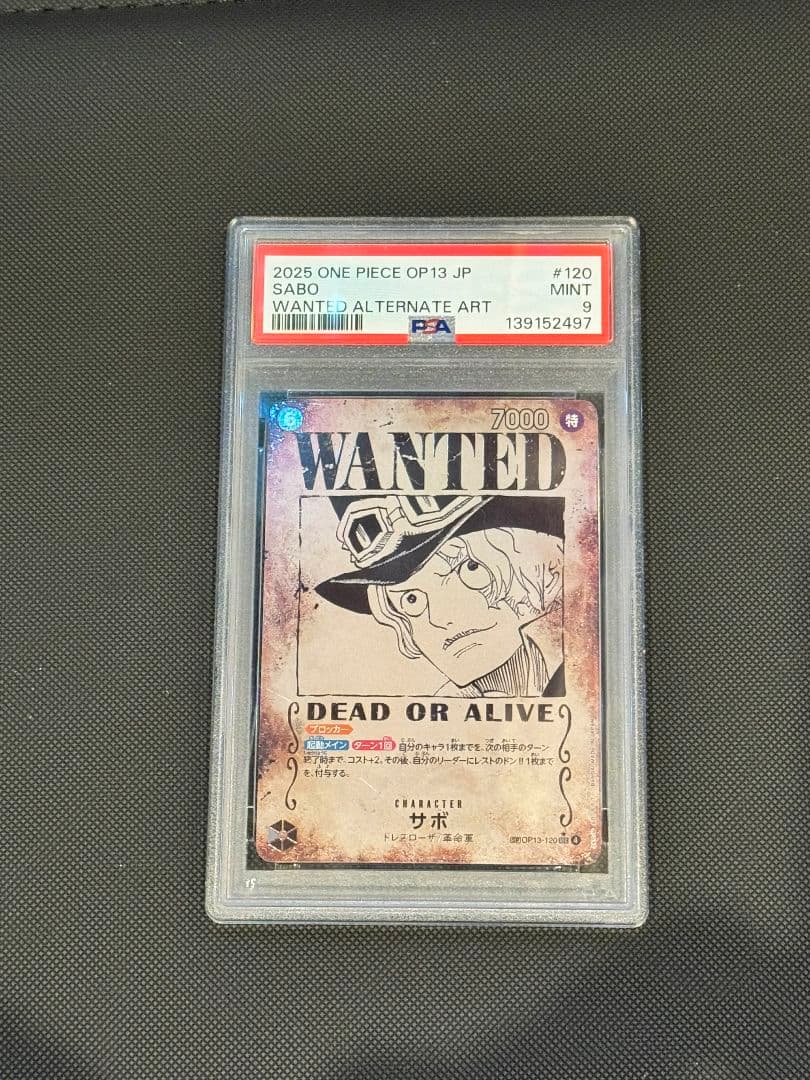 2025 ONE PIECE OP13 JP #120
SABO MINT
WANTED ALTERNATE ART 9
PSA 139152497
6 7000 特
WANTED
DEAD OR ALIVE
ブロッカー
起動メイン ターン1回 自分のキャラ1枚までを、次の相手のターン
終了時まで、コスト+2。その後、自分のリーダーにレストのドン!!1枚まで
を、付与する。
CHARACTER
サボ
ドレスローザ/革命軍
OP13-120 4